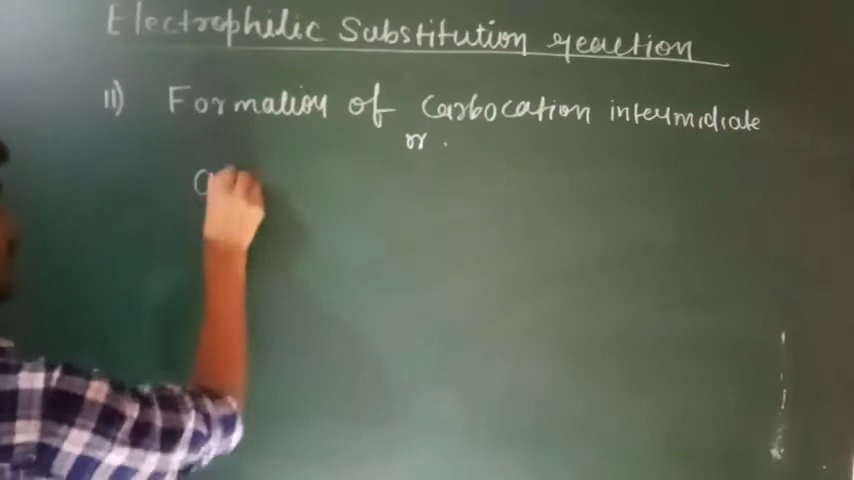 Electrophilic Substitution reaction
II) Formation of Carbocation intermidiate
or